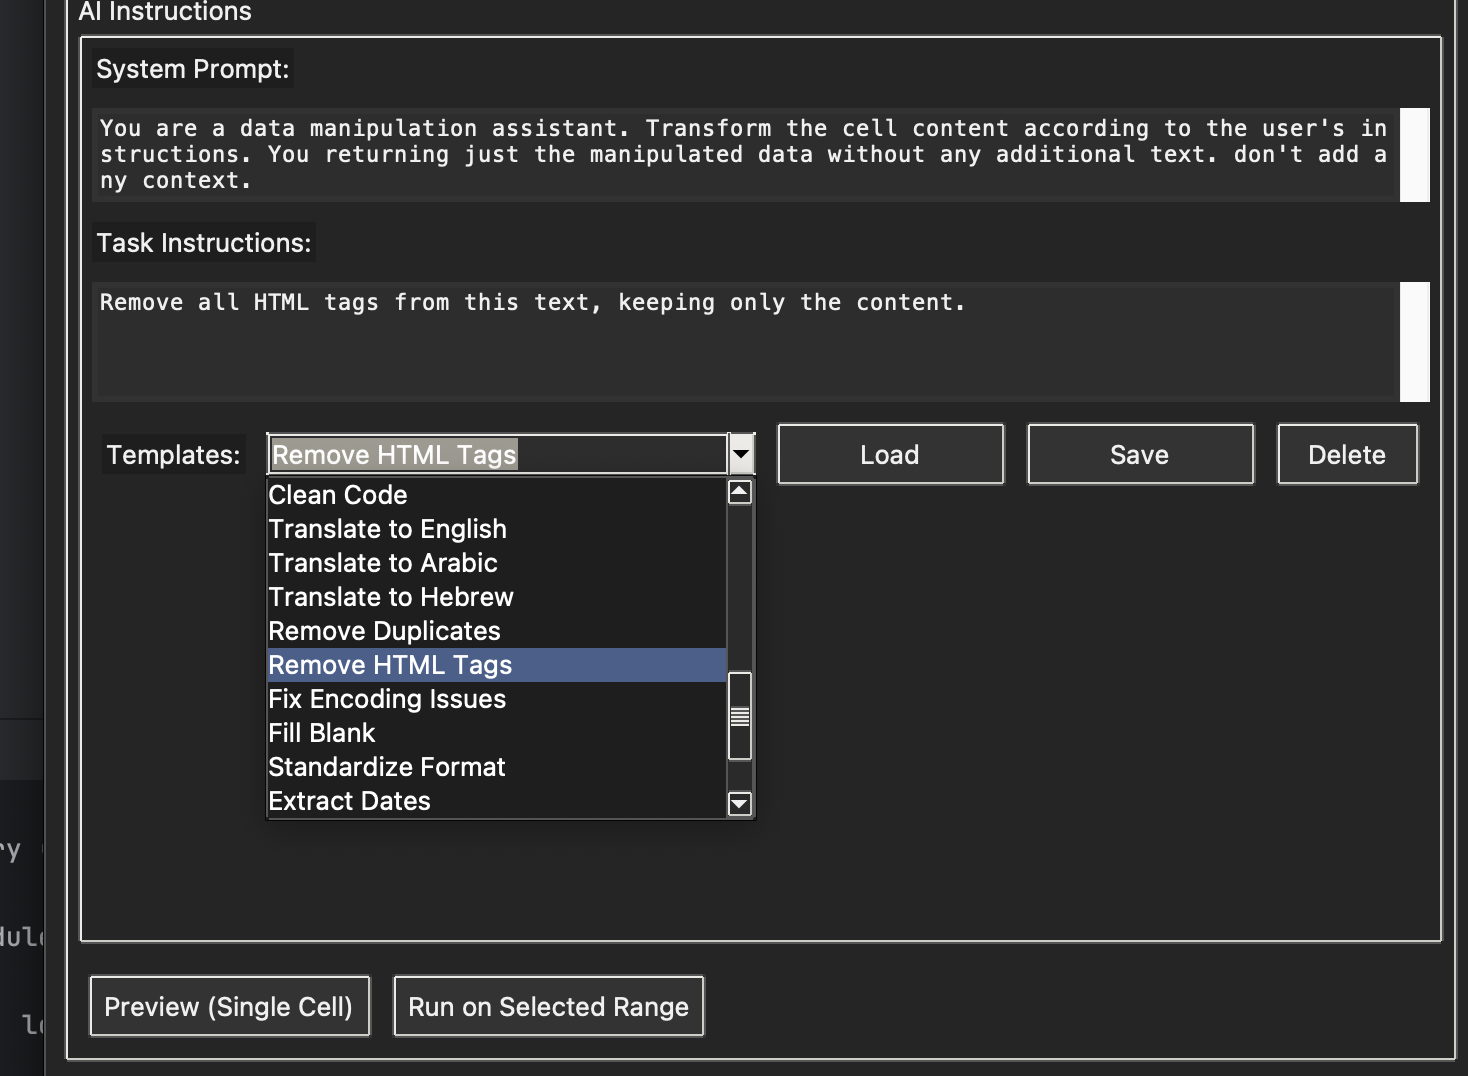 AI Instructions
System Prompt:
You are a data manipulation assistant. Transform the cell content according to the user's in
structions. You returning just the manipulated data without any additional text. don't add a
ny context.
Task Instructions:
Remove all HTML tags from this text, keeping only the content.
Templates:
Remove HTML Tags
Load
Save
Delete
Clean Code
Translate to English
Translate to Arabic
Translate to Hebrew
Remove Duplicates
Remove HTML Tags
Fix Encoding Issues
Fill Blank
Standardize Format
Extract Dates
Preview (Single Cell)
Run on Selected Range